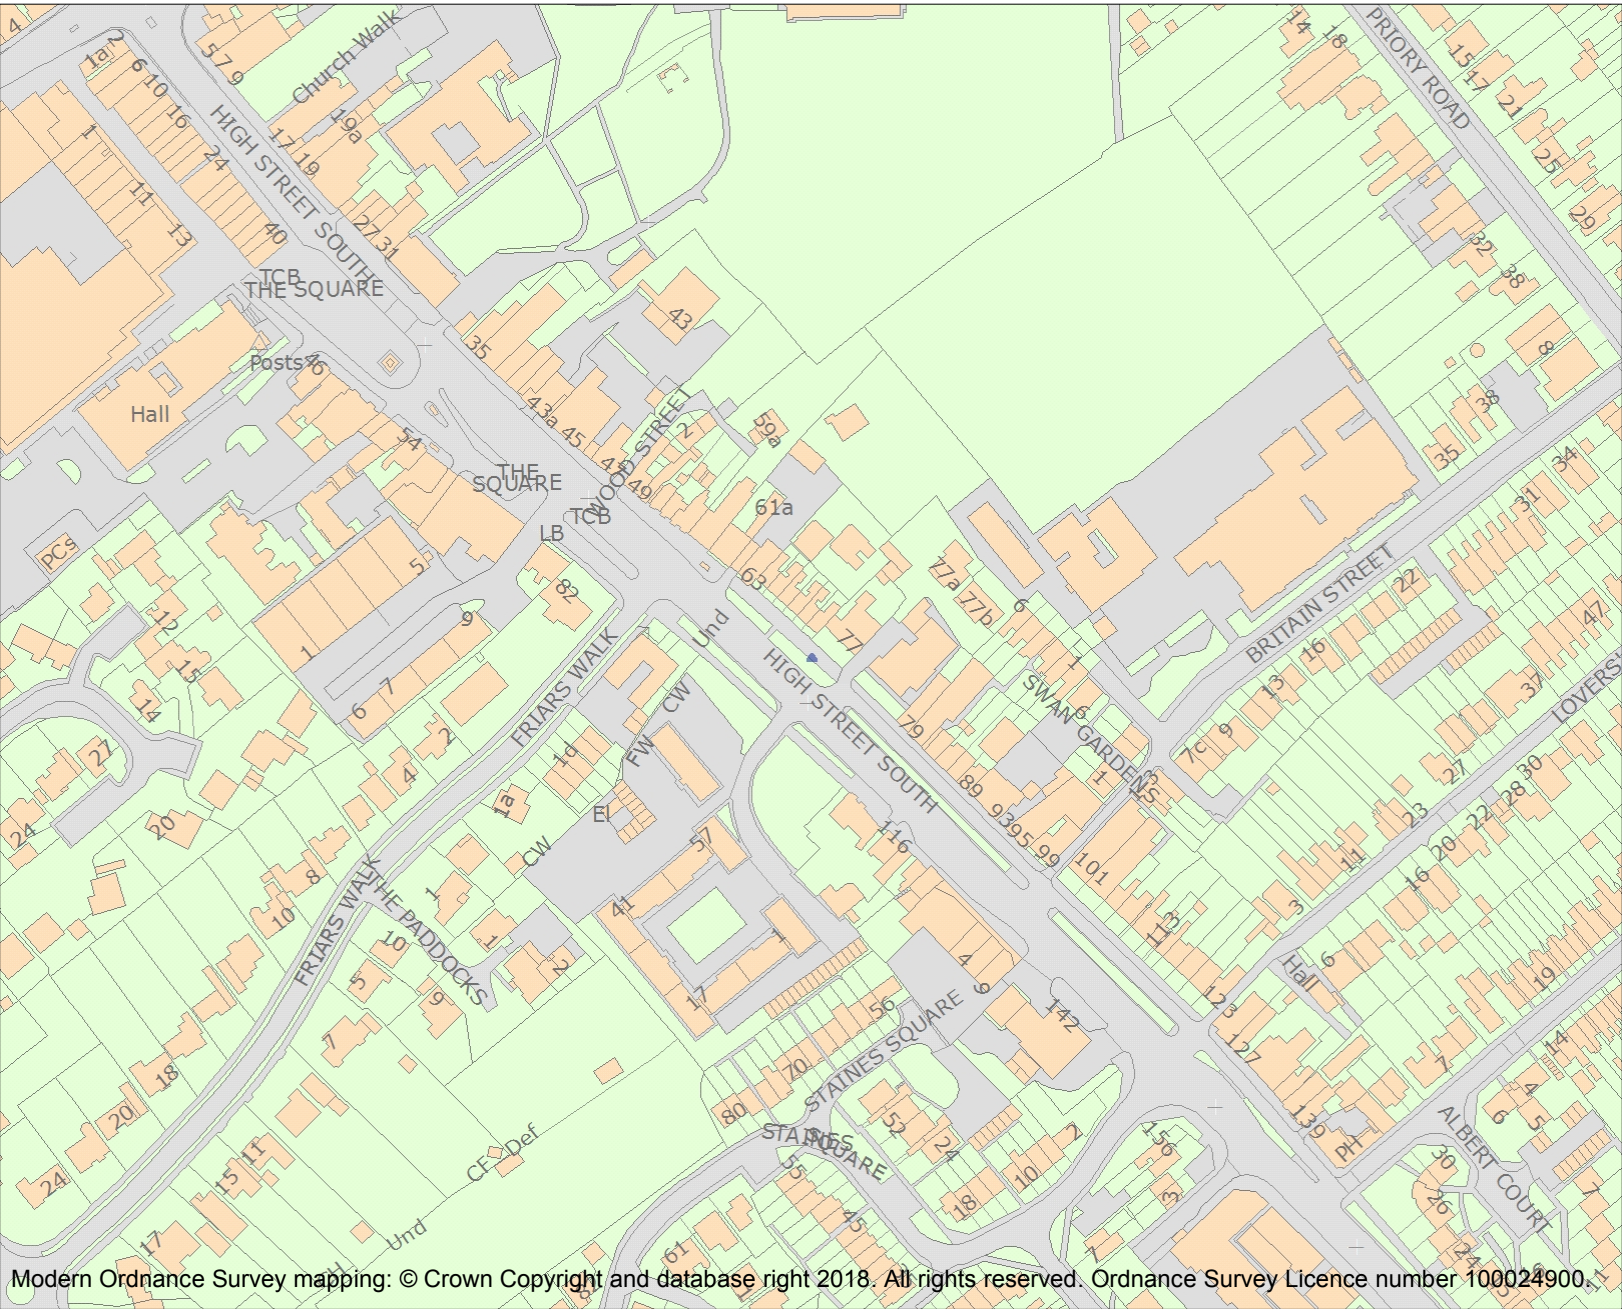 4
2
1a
6
10
16
24
40
5
7
9
Church Walk
17
19
19a
27
31
HIGH STREET SOUTH
1
11
13
TCB
THE SQUARE
Posts
46
Hall
54
35
43
43a
45
47
49
WOOD STREET
2
59a
61a
THE
SQUARE
TCB
LB
82
PCs
5
1
9
7
6
12
15
14
27
24
20
63
77
Und
HIGH STREET SOUTH
77a
77b
6
1
6
SWAN GARDENS
1
3
79
89
93
95
99
101
113
123
127
139
PH
PRIORY ROAD
14
18
15
17
21
25
29
32
38
8
38
35
34
31
BRITAIN STREET
22
16
13
9
7c
47
37
LOVERS
27
30
28
22
20
23
16
11
3
6
Hall
19
7
14
4
6
5
ALBERT COURT
30
26
24
7
FRIARS WALK
2
4
1d
1a
FW
CW
El
CW
57
41
17
1
8
10
FRIARS WALK
THE PADDOCKS
1
10
5
9
7
1
2
18
20
24
11
15
17
CF
Def
Und
116
4
6
142
56
70
80
STAINES SQUARE
STAINES
SQUARE
52
24
10
2
18
55
45
61
156
3
7
Modern Ordnance Survey mapping: © Crown Copyright and database right 2018. All rights reserved. Ordnance Survey Licence number 100024900.